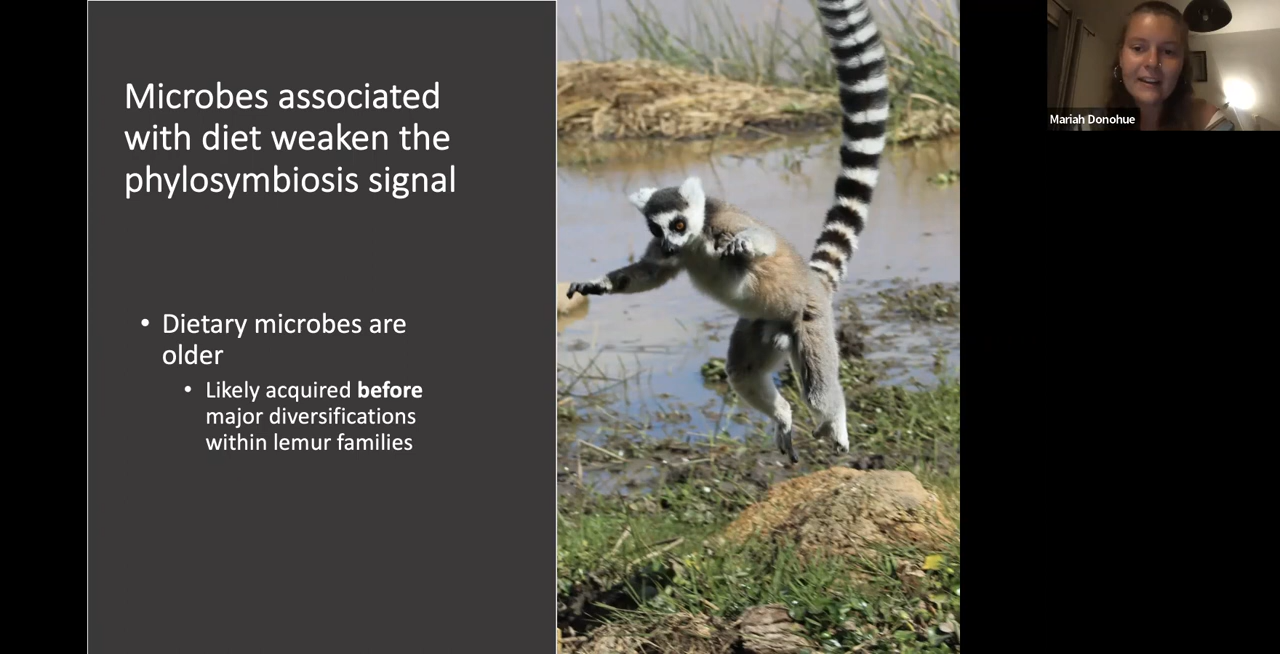 Microbes associated
with diet weaken the
phylosymbiosis signal
• Dietary microbes are
older
• Likely acquired before
major diversifications
within lemur families
Mariah Donohue